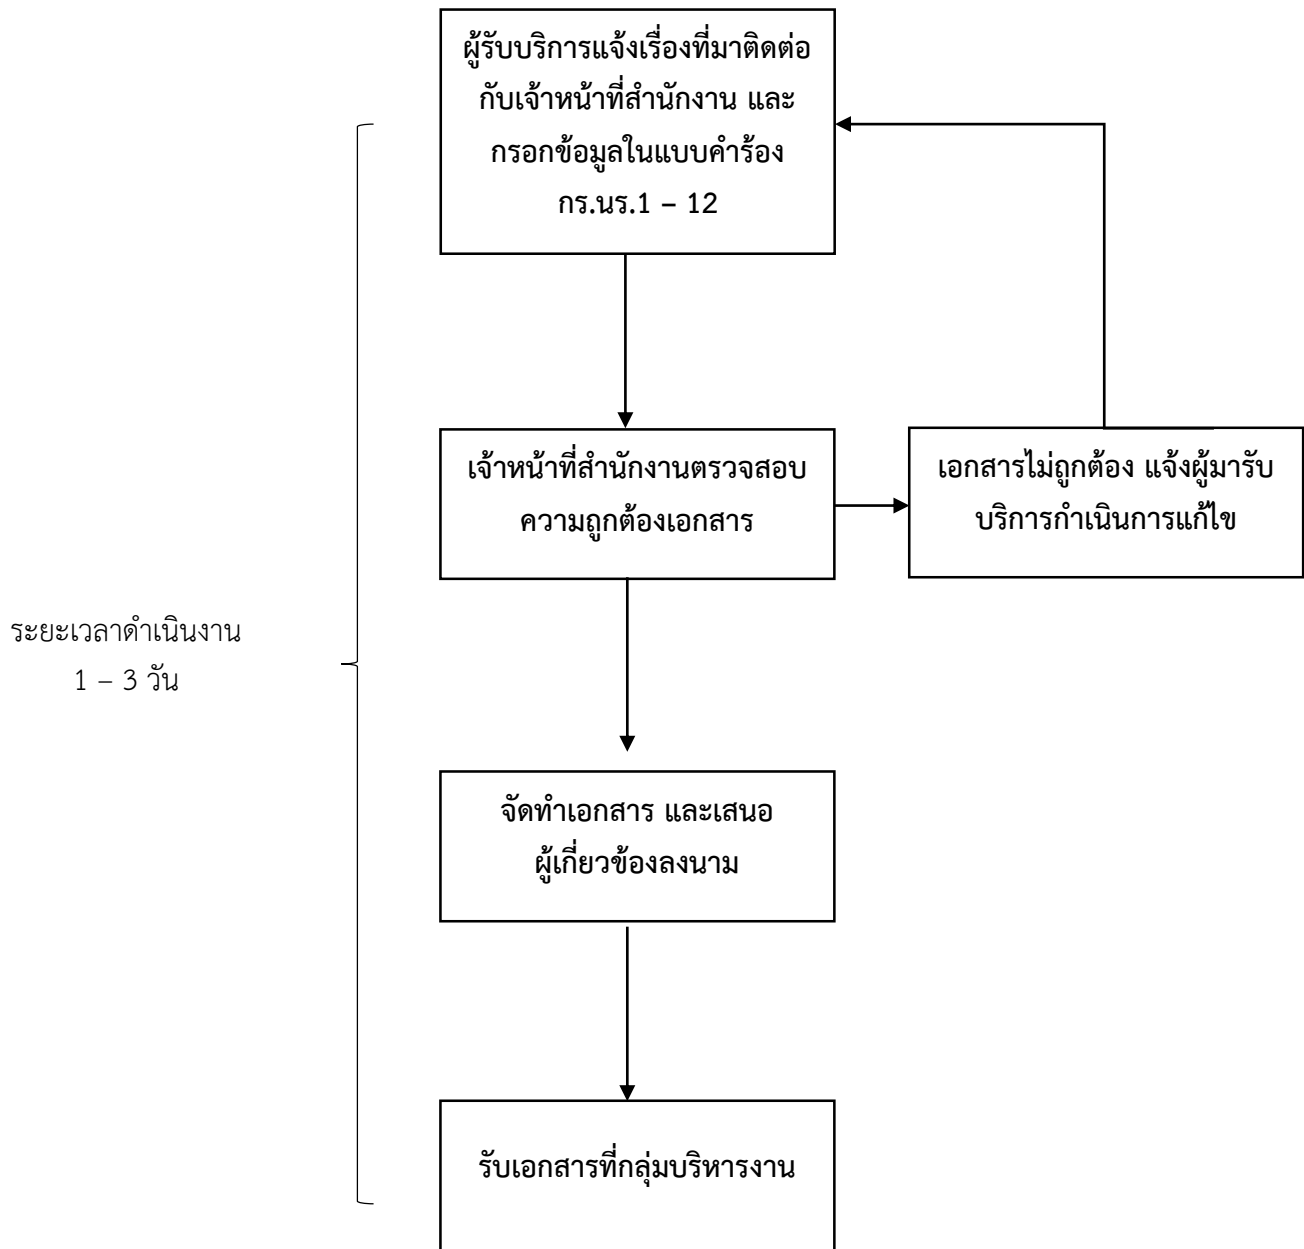 ผู้รับบริการแจ้งเรื่องที่มาติดต่อ
กับเจ้าหน้าที่สำนักงาน และ
กรอกข้อมูลในแบบคำร้อง
กร.นร.1 – 12
เจ้าหน้าที่สำนักงานตรวจสอบ
ความถูกต้องเอกสาร
เอกสารไม่ถูกต้อง แจ้งผู้มารับ
บริการกำเนินการแก้ไข
ระยะเวลาดำเนินงาน
1 – 3 วัน
จัดทำเอกสาร และเสนอ
ผู้เกี่ยวข้องลงนาม
รับเอกสารที่กลุ่มบริหารงาน